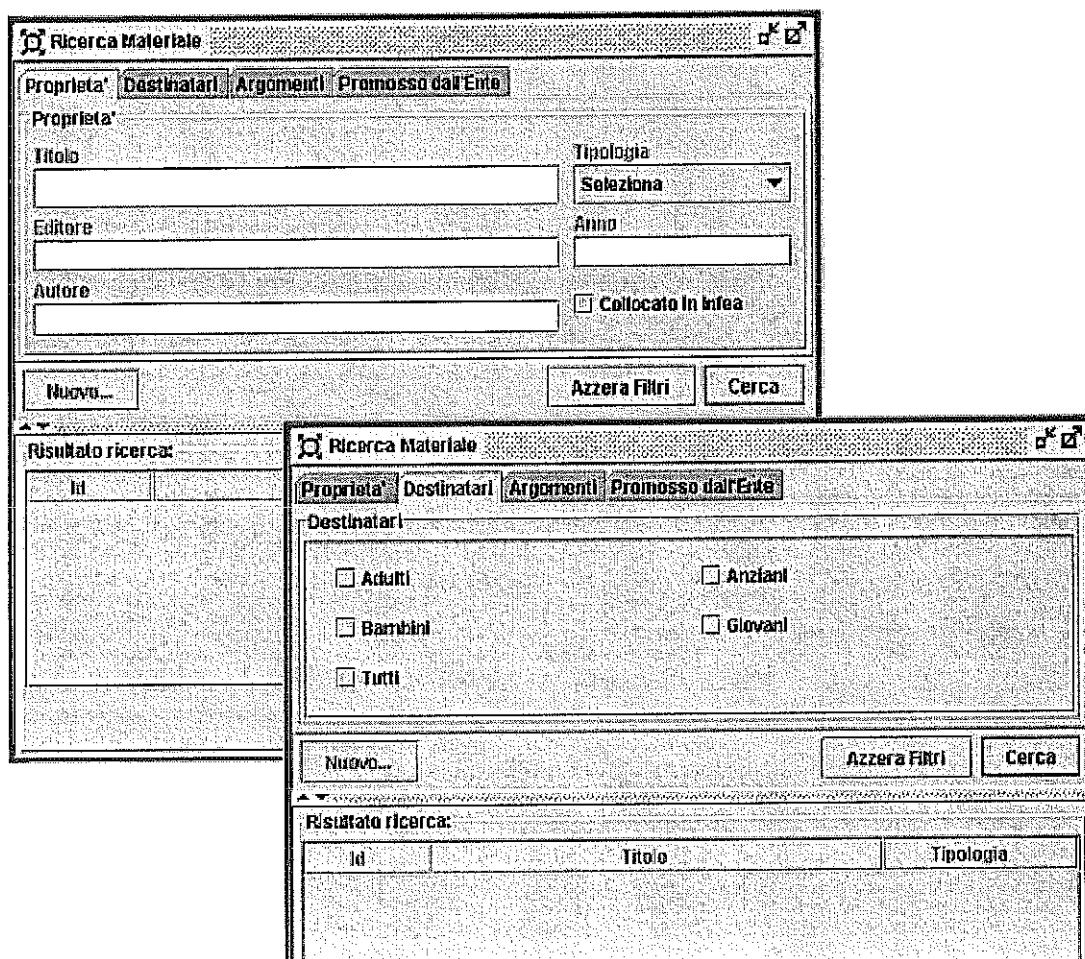 Ricerca Materiale
Proprieta' Destinatari Argomenti Promosso dall'Ente
Proprieta'
Titolo Tipologia
Seleziona
Editore Anno
Autore
Collocato in Infea
Nuovo... Azzera Filtri Cerca
Risultato ricerca:
Id
Ricerca Materiale
Proprieta' Destinatari Argomenti Promosso dall'Ente
Destinatari
Adulti Anziani
Bambini Giovani
Tutti
Nuovo... Azzera Filtri Cerca
Risultato ricerca:
Id Titolo Tipologia